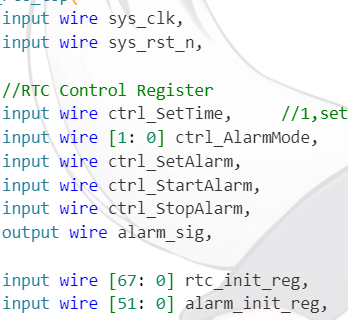 input wire sys_clk,
input wire sys_rst_n,
//RTC Control Register
input wire ctrl_SetTime, //1,set
input wire [1: 0] ctrl_AlarmMode,
input wire ctrl_SetAlarm,
input wire ctrl_StartAlarm,
input wire ctrl_StopAlarm,
output wire alarm_sig,
input wire [67: 0] rtc_init_reg,
input wire [51: 0] alarm_init_reg,